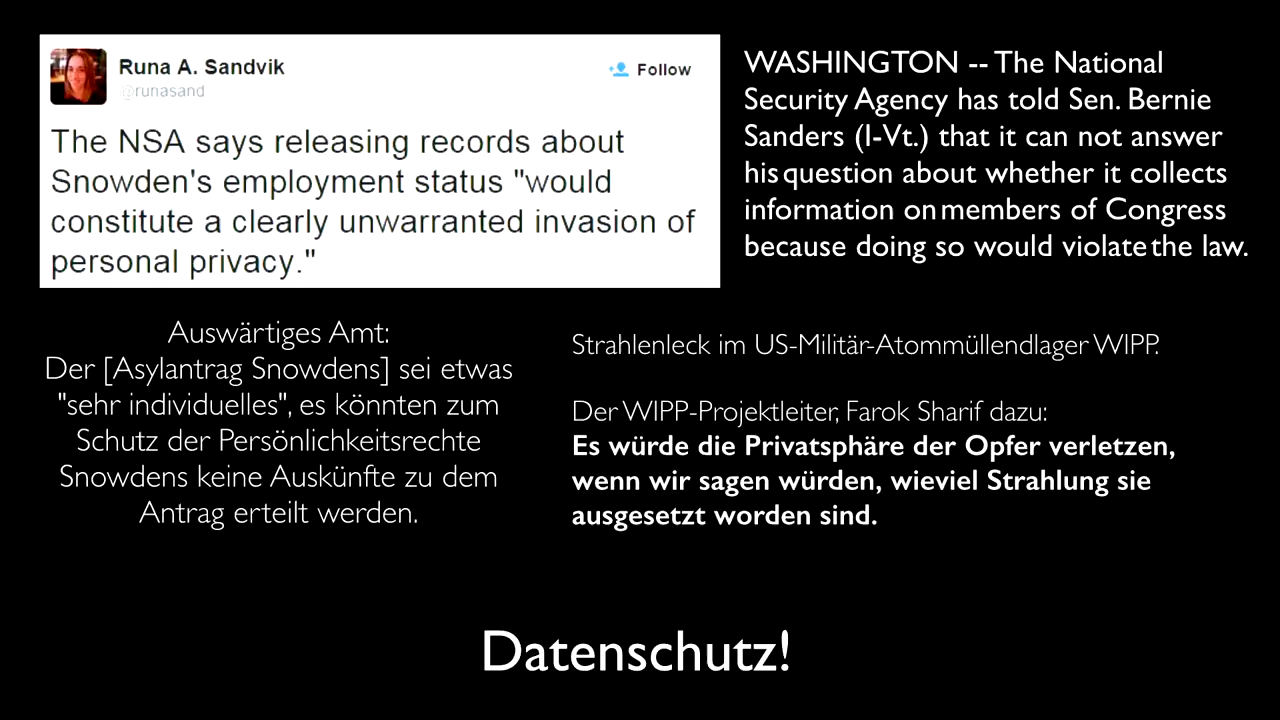 Runa A. Sandvik
@runasand
Follow
The NSA says releasing records about
Snowden's employment status "would
constitute a clearly unwarranted invasion of
personal privacy."
WASHINGTON -- The National
Security Agency has told Sen. Bernie
Sanders (I-Vt.) that it can not answer
his question about whether it collects
information on members of Congress
because doing so would violate the law.
Auswärtiges Amt:
Der [Asylantrag Snowdens] sei etwas
"sehr individuelles", es könnten zum
Schutz der Persönlichkeitsrechte
Snowdens keine Auskünfte zu dem
Antrag erteilt werden.
Strahlenleck im US-Militär-Atommüllendlager WIPP.
Der WIPP-Projektleiter, Farok Sharif dazu:
Es würde die Privatsphäre der Opfer verletzen,
wenn wir sagen würden, wieviel Strahlung sie
ausgesetzt worden sind.
Datenschutz!